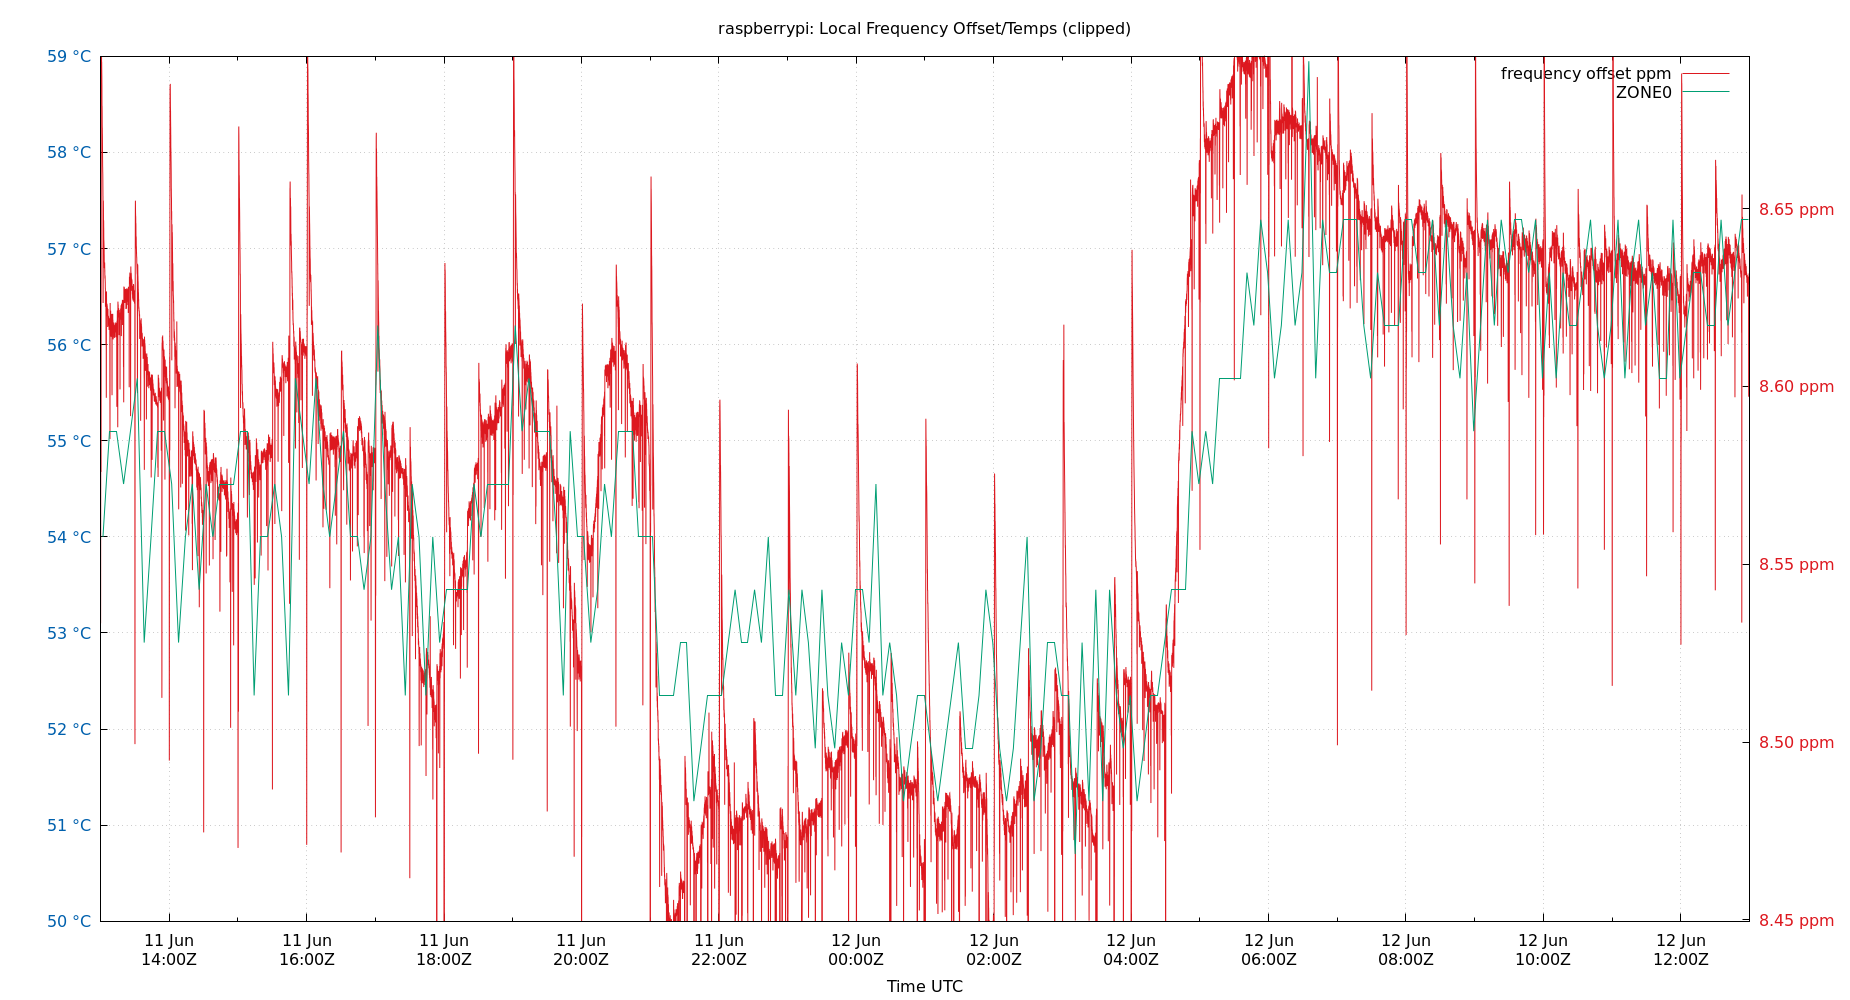 raspberrypi: Local Frequency Offset/Temps (clipped)
frequency offset ppm
ZONE0
59 °C
58 °C
57 °C
56 °C
55 °C
54 °C
53 °C
52 °C
51 °C
50 °C
8.65 ppm
8.60 ppm
8.55 ppm
8.50 ppm
8.45 ppm
11 Jun 11 Jun 11 Jun 11 Jun 11 Jun 12 Jun 12 Jun 12 Jun 12 Jun 12 Jun 12 Jun 12 Jun
14:00Z 16:00Z 18:00Z 20:00Z 22:00Z 00:00Z 02:00Z 04:00Z 06:00Z 08:00Z 10:00Z 12:00Z
Time UTC